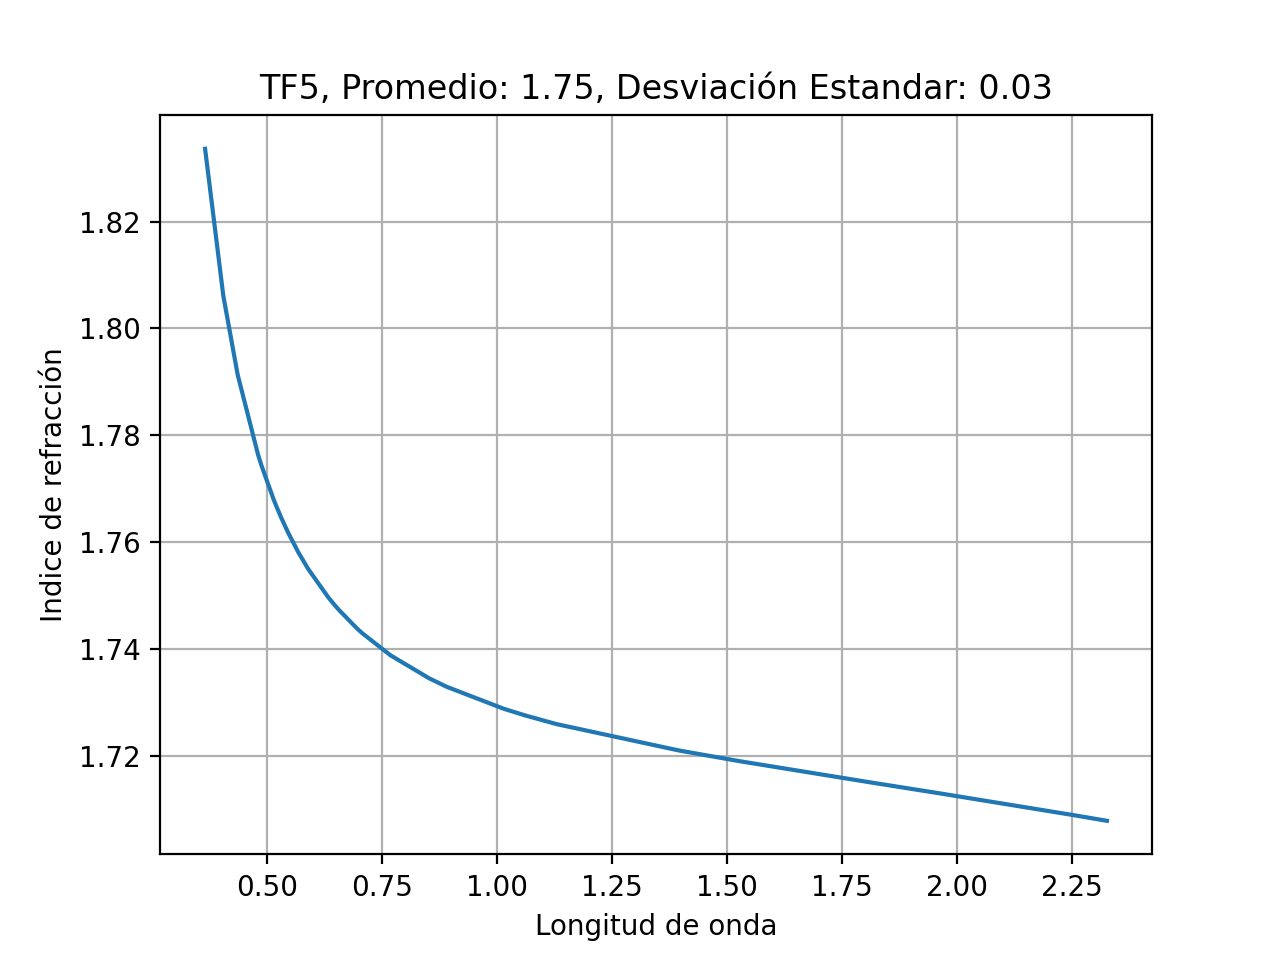 TF5, Promedio: 1.75, Desviación Estandar: 0.03
1.82
1.80
1.78
1.76
1.74
1.72
Indice de refracción
0.50 0.75 1.00 1.25 1.50 1.75 2.00 2.25
Longitud de onda